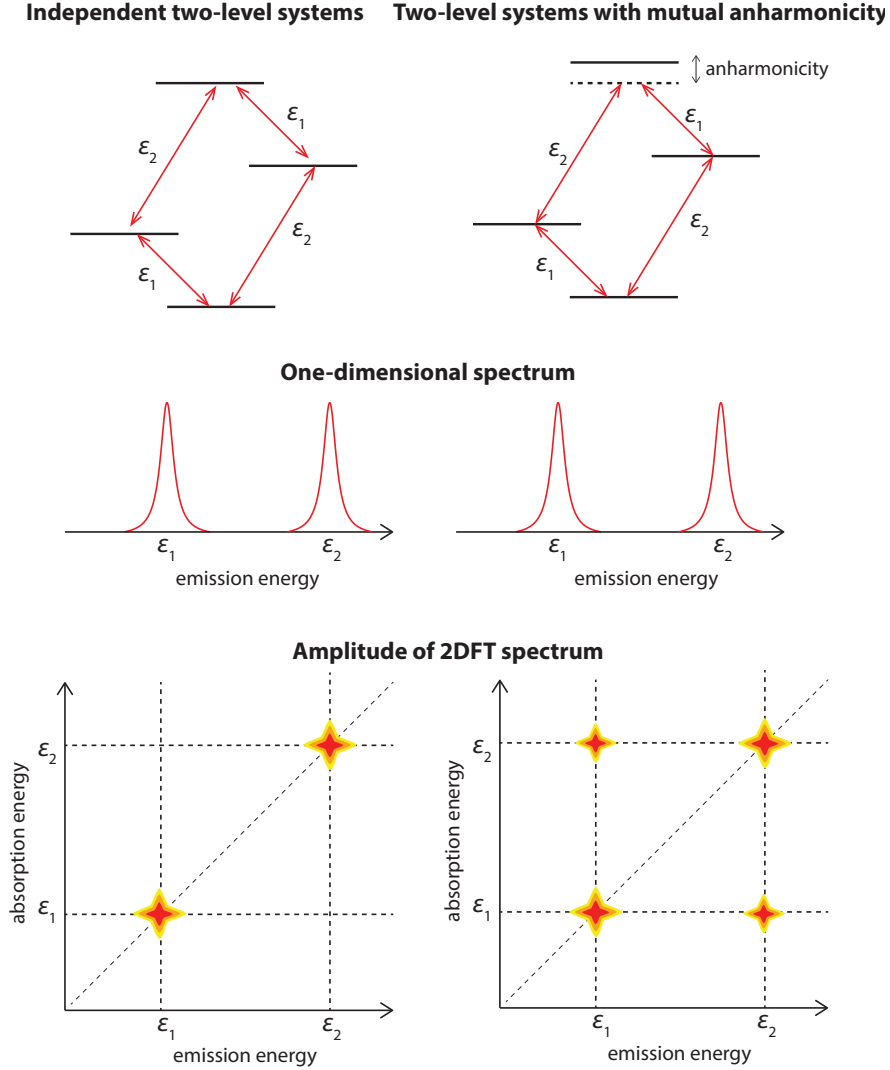 Independent two-level systems
Two-level systems with mutual anharmonicity
anharmonicity
ε1
ε2
ε2
ε1
ε1
ε2
ε2
ε1
One-dimensional spectrum
ε1
ε2
emission energy
ε1
ε2
emission energy
Amplitude of 2DFT spectrum
ε2
absorption energy
ε1
ε1
ε2
emission energy
ε2
absorption energy
ε1
ε1
ε2
emission energy